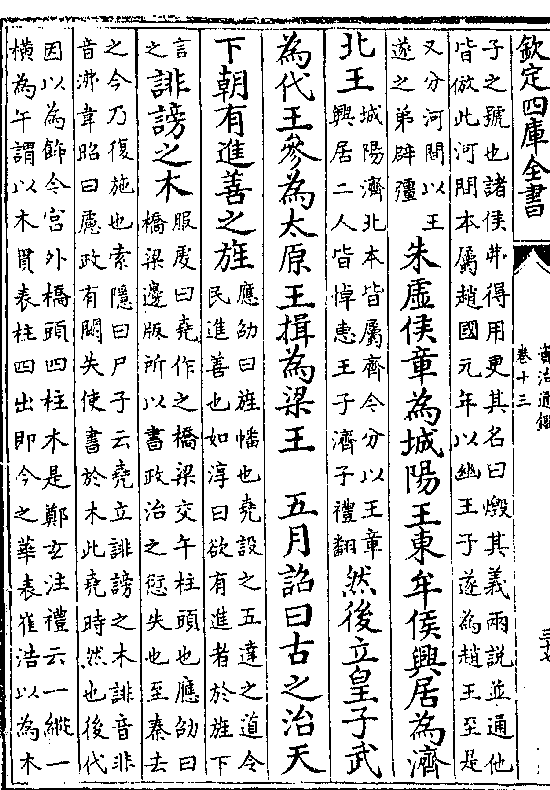 欽定四庫全書
資治通鑑
卷十三
子之號也諸侯毋得用更其名曰燬其義兩說並通他
皆倣此河間本屬趙國元年以幽王子遂為趙王至是
又分河間以王
遂之弟辟疆
朱虛侯章為城陽王東牟侯興居為濟
北王
城陽濟北本皆屬齊今分以王章
興居二人皆悼惠王子濟子禮翻
然後立皇子武
為代王參為太原王揖為梁王　五月詔曰古之治天
下朝有進善之旌
應劭曰旌幡也堯設之五達之道令
民進善也如淳曰欲有進者於旌下
言
之
誹謗之木
服䖍曰堯作之橋梁交午柱頭也應劭曰
橋梁邊版所以書政治之愆失也至秦去
之今乃復施也索隱曰尸子云堯立誹謗之木誹音非
音沸韋昭曰慮政有闕失使書於木此堯時然也後代
因以為飾今宮外橋頭四柱木是鄭玄注禮云一縱一
橫為午謂以木貫表柱四出即今之華表崔浩以為木